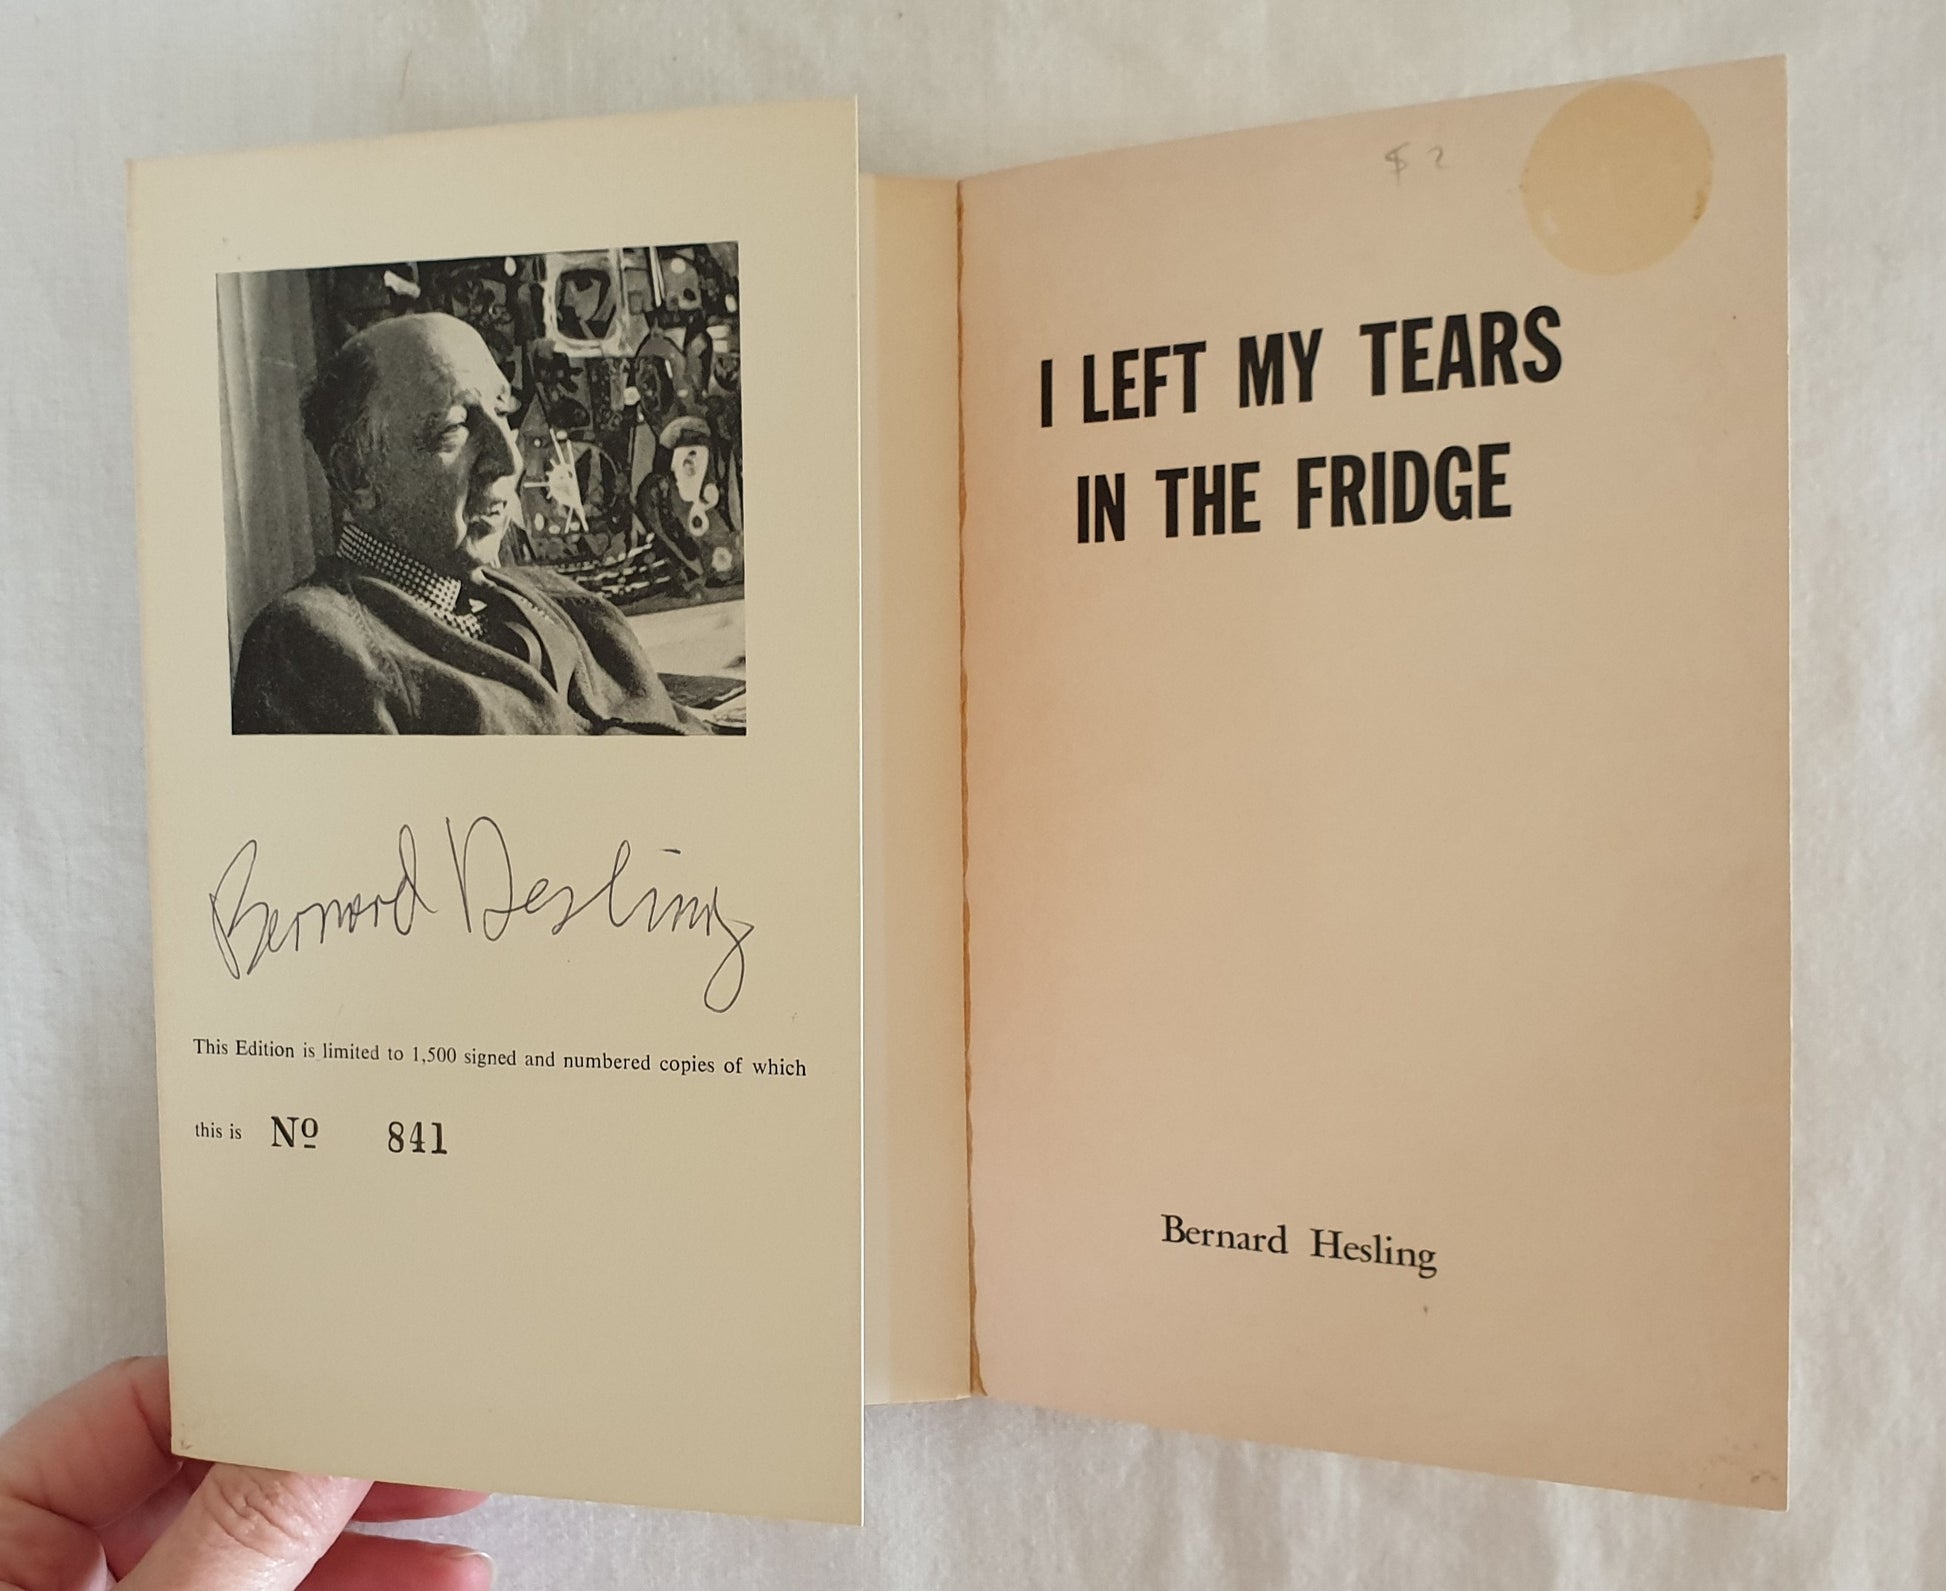 Bernard Hesling
This Edition is limited to 1,500 signed and numbered copies of which
this is Nº 841
$2
I LEFT MY TEARS
IN THE FRIDGE
Bernard Hesling